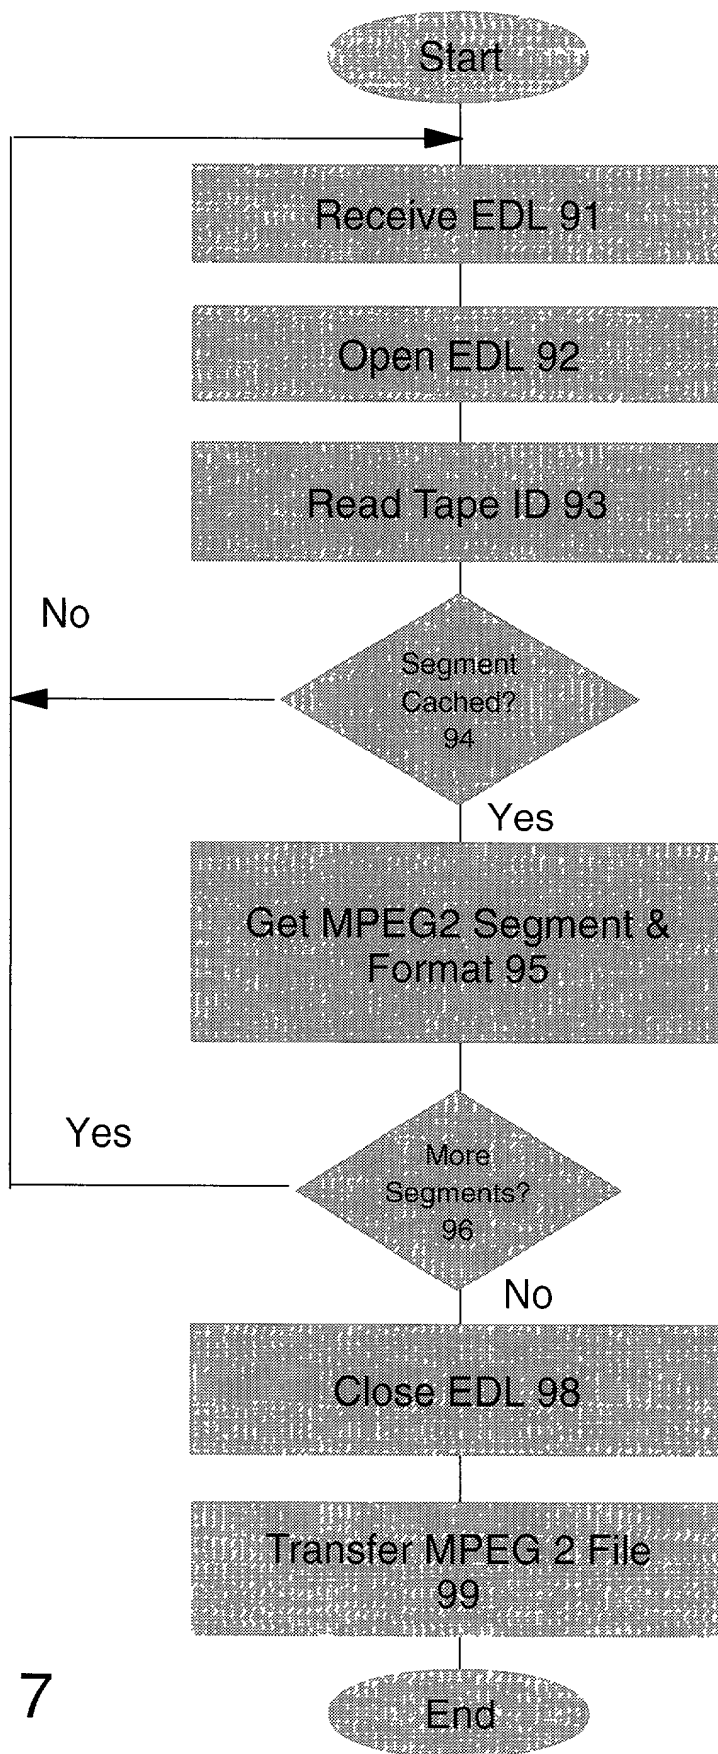 Start
Receive EDL 91
Open EDL 92
Read Tape ID 93
No
Segment
Cached?
94
Yes
Get MPEG2 Segment &
Format 95
Yes
More
Segments?
96
No
Close EDL 98
Transfer MPEG 2 File
99
7
End